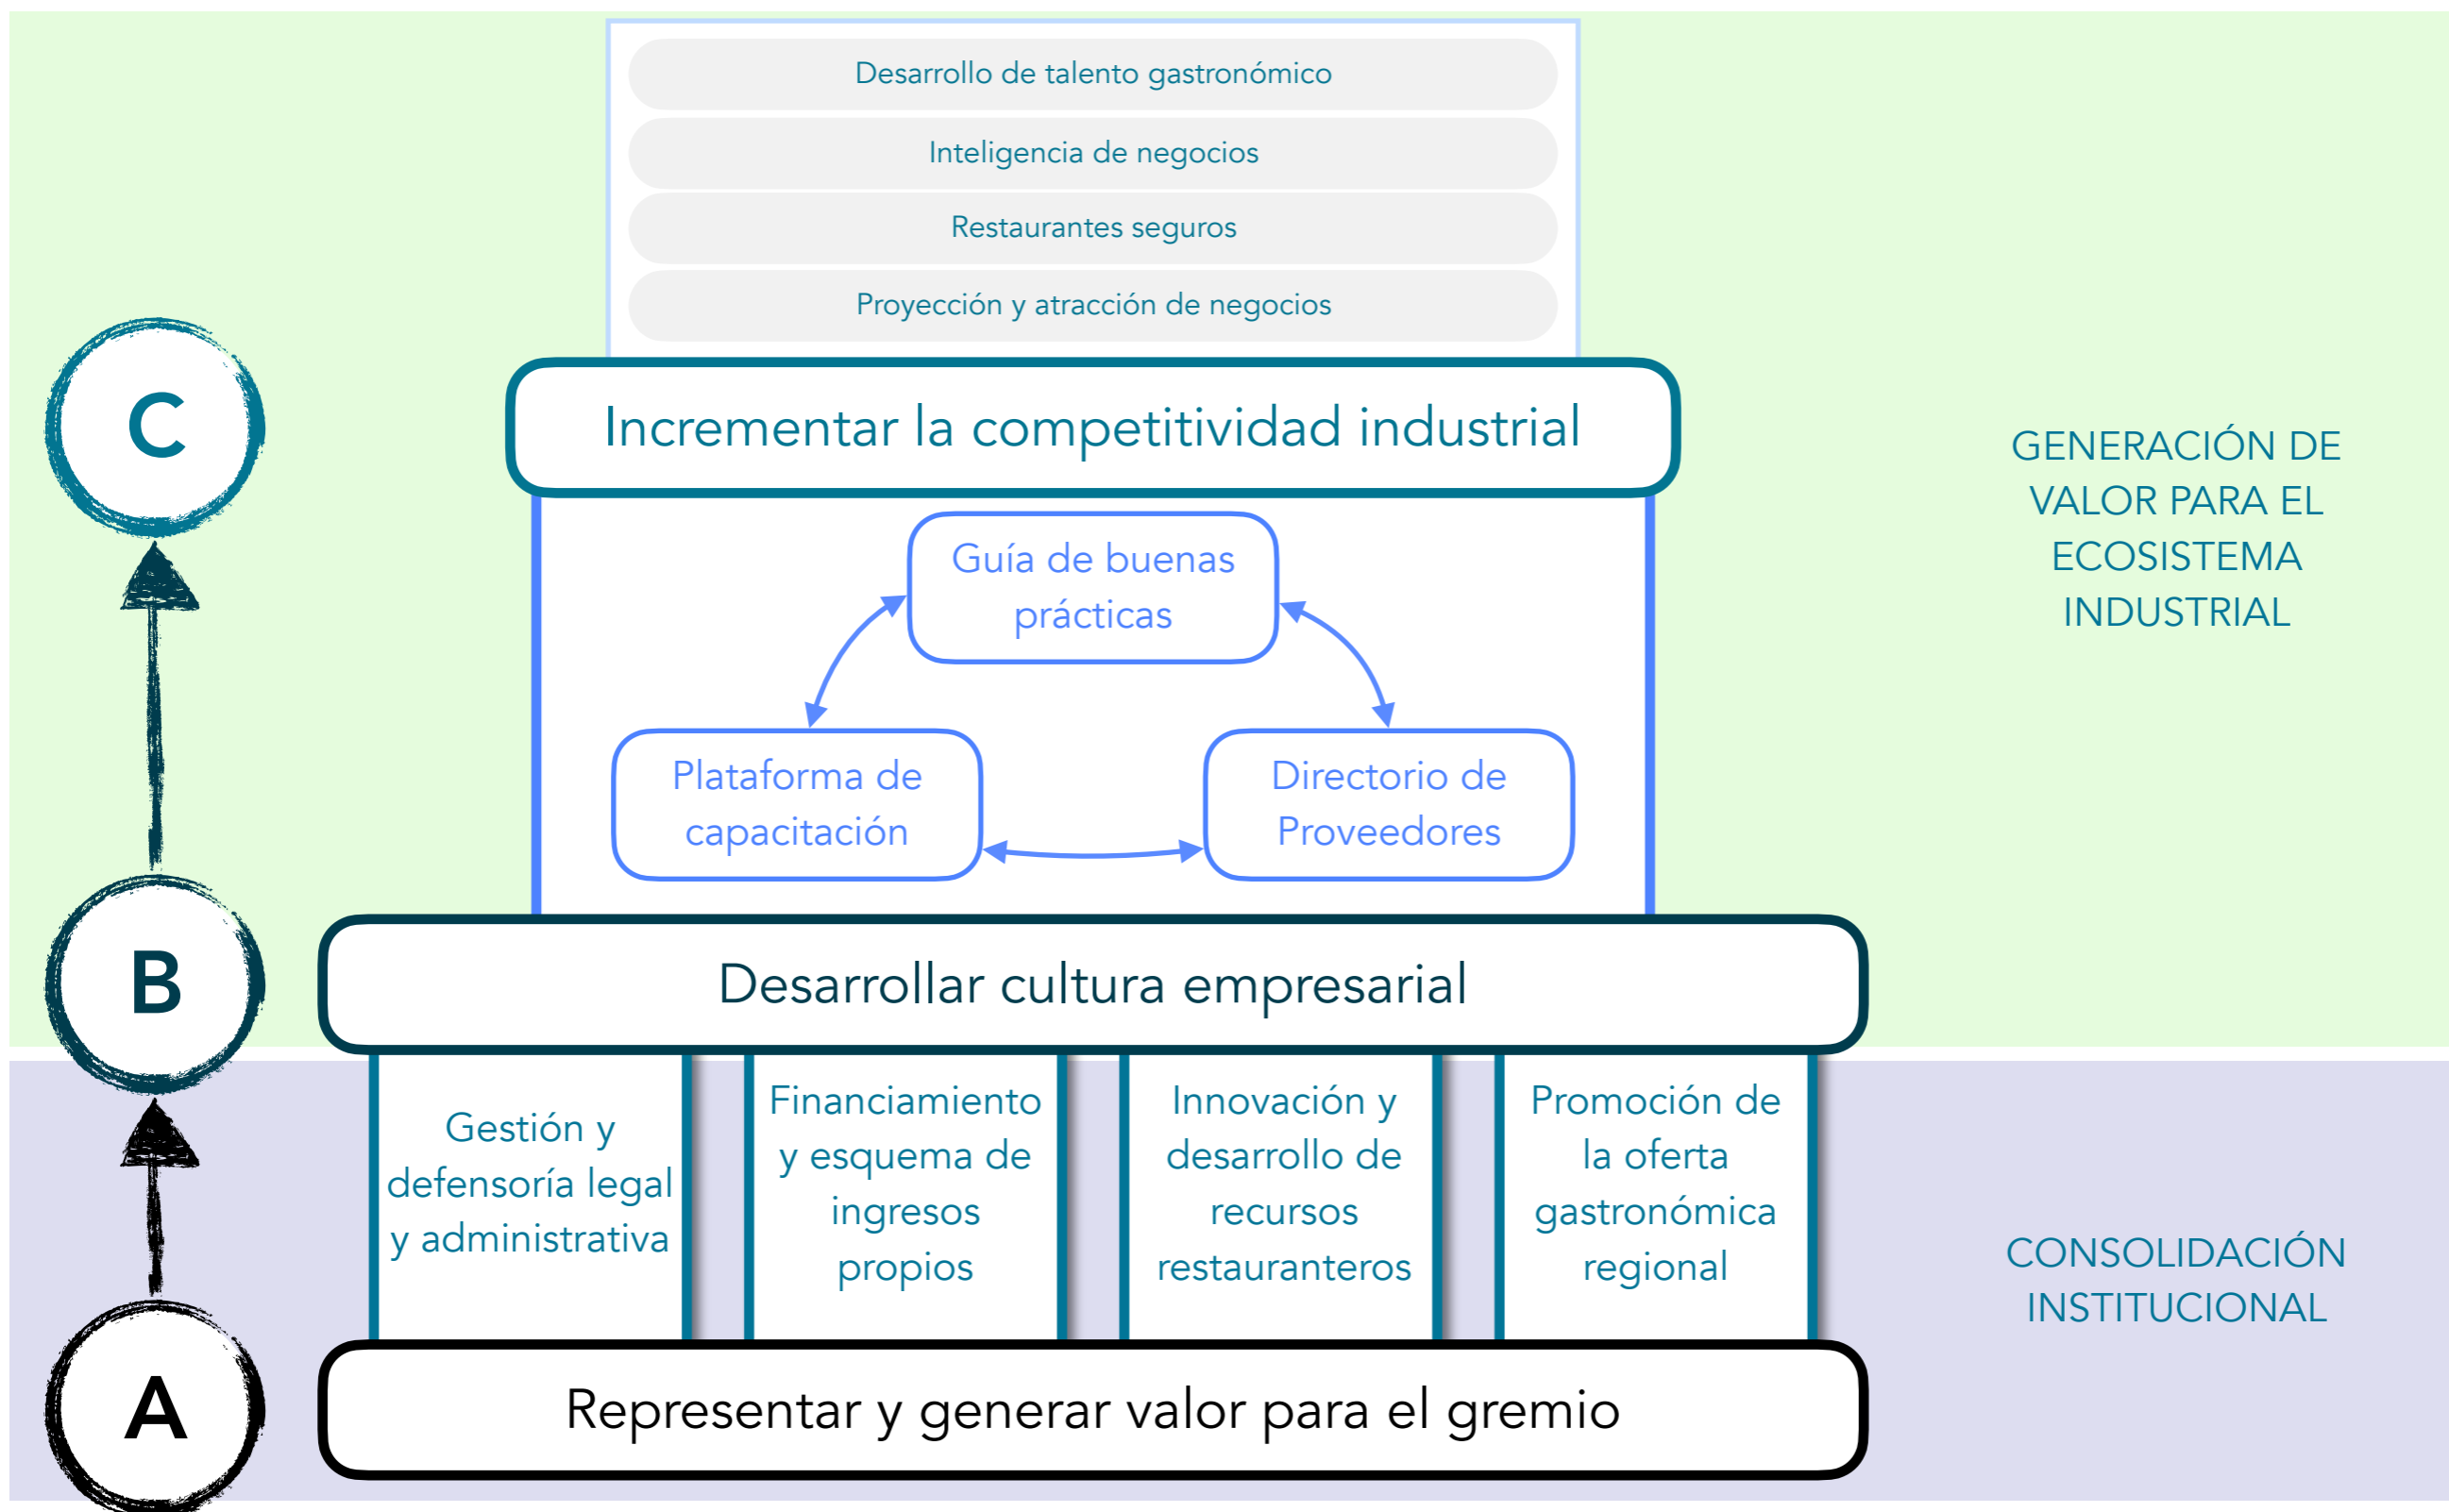 Desarrollo de talento gastronómico
Inteligencia de negocios
Restaurantes seguros
Proyección y atracción de negocios
C
Incrementar la competitividad industrial
GENERACIÓN DE
VALOR PARA EL
ECOSISTEMA
INDUSTRIAL
Guía de buenas
prácticas
Plataforma de
capacitación
Directorio de
Proveedores
B
Desarrollar cultura empresarial
Gestión y
defensoría legal
y administrativa
Financiamiento
y esquema de
ingresos
propios
Innovación y
desarrollo de
recursos
restauranteros
Promoción de
la oferta
gastronómica
regional
CONSOLIDACIÓN
INSTITUCIONAL
A
Representar y generar valor para el gremio